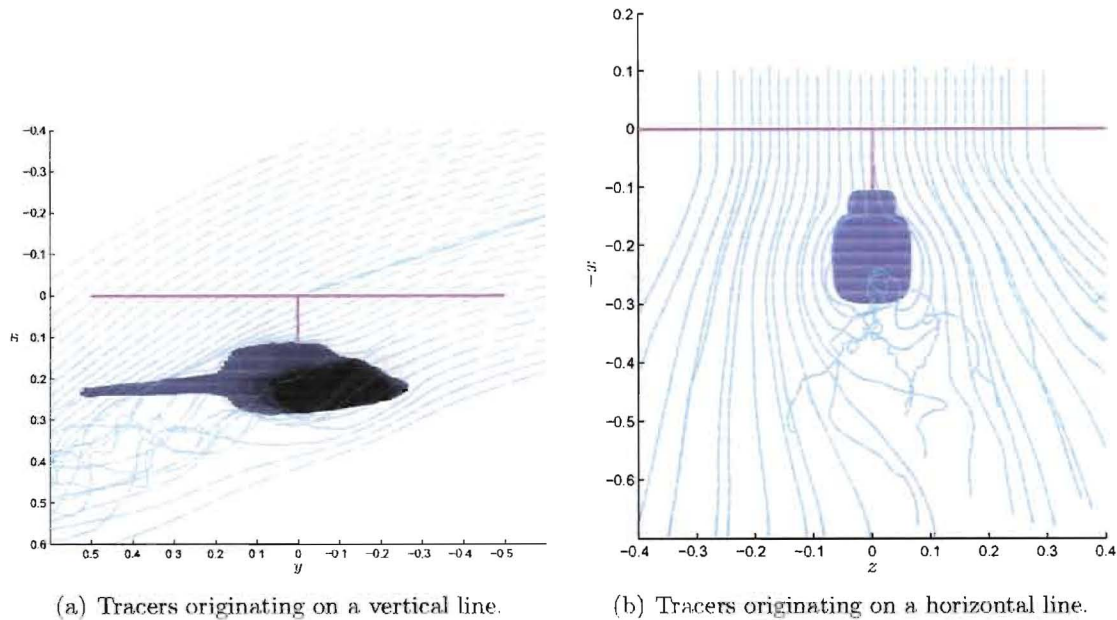 -0.4
-0.3
-0.2
-0.1
0
0.1
0.2
0.3
0.4
0.5
0.6
x
0.5 0.4 0.3 0.2 0.1 0 -0.1 -0.2 -0.3 -0.4 -0.5
y
(a) Tracers originating on a vertical line.
0.2
0.1
0
-0.1
-0.2
-0.3
-0.4
-0.5
-0.6
-x
-0.4 -0.3 -0.2 -0.1 0 0.1 0.2 0.3 0.4
z
(b) Tracers originating on a horizontal line.